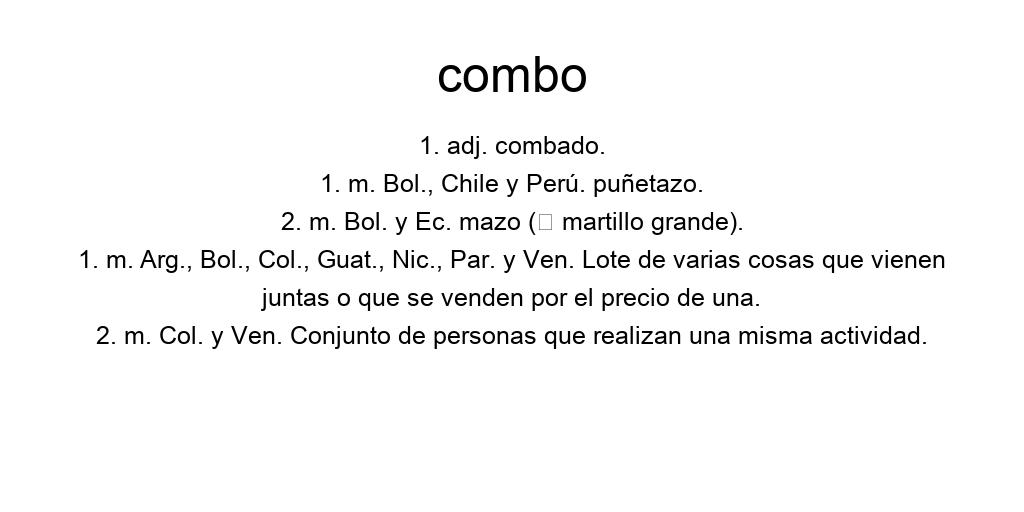 combo
1. adj. combado.
1. m. Bol., Chile y Perú. puñetazo.
2. m. Bol. y Ec. mazo (□ martillo grande).
1. m. Arg., Bol., Col., Guat., Nic., Par. y Ven. Lote de varias cosas que vienen
juntas o que se venden por el precio de una.
2. m. Col. y Ven. Conjunto de personas que realizan una misma actividad.